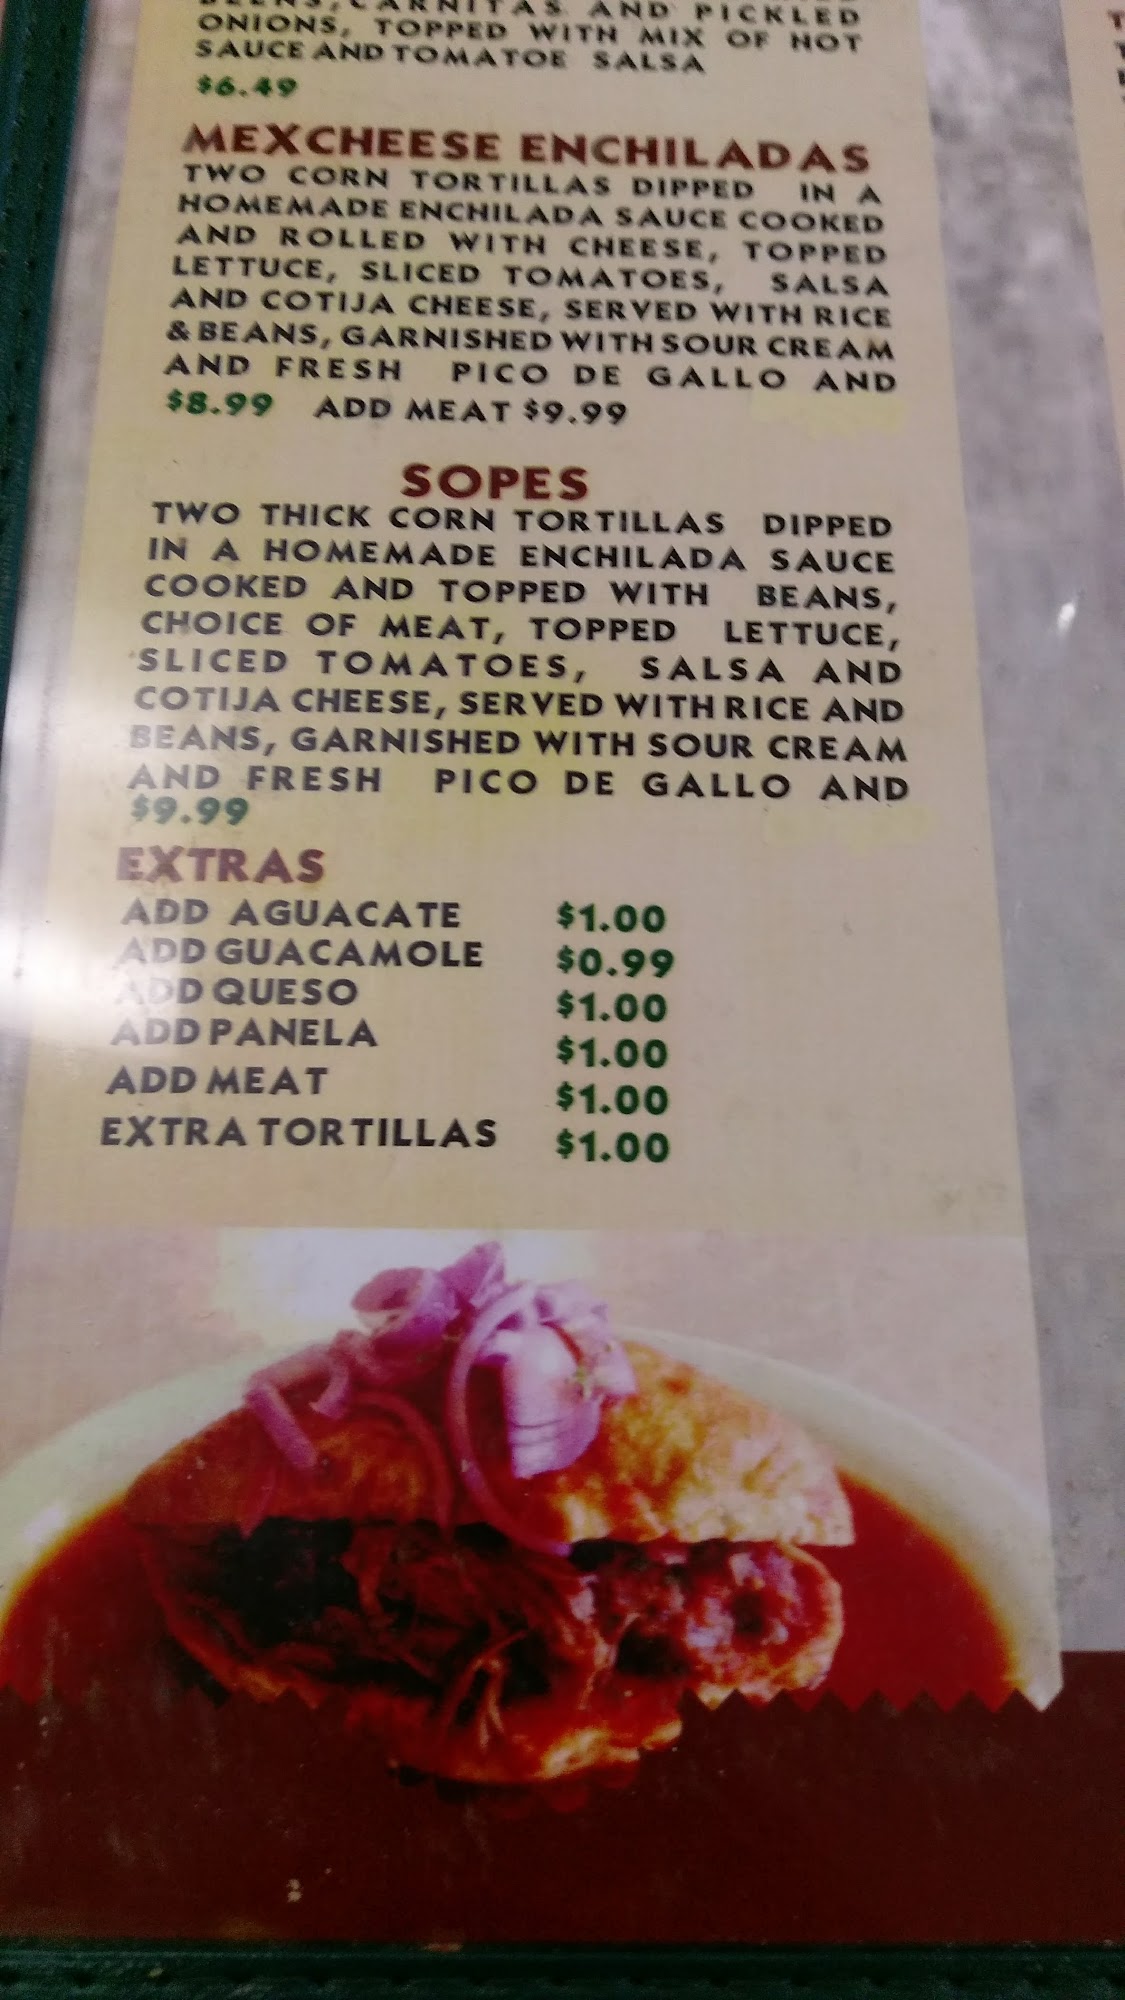 CARNITAS AND PICKLED
ONIONS, TOPPED WITH MIX OF HOT
SAUCE AND TOMATOE SALSA
$6.49
MEXCHEESE ENCHILADAS
TWO CORN TORTILLAS DIPPED IN A
HOMEMADE ENCHILADA SAUCE COOKED
AND ROLLED WITH CHEESE, TOPPED
LETTUCE, SLICED TOMATOES, SALSA
AND COTIJA CHEESE, SERVED WITH RICE
& BEANS, GARNISHED WITH SOUR CREAM
AND FRESH PICO DE GALLO AND
$8.99 ADD MEAT $9.99
SOPES
TWO THICK CORN TORTILLAS DIPPED
IN A HOMEMADE ENCHILADA SAUCE
COOKED AND TOPPED WITH BEANS,
CHOICE OF MEAT, TOPPED LETTUCE,
SLICED TOMATOES, SALSA AND
COTIJA CHEESE, SERVED WITH RICE AND
BEANS, GARNISHED WITH SOUR CREAM
AND FRESH PICO DE GALLO AND
$9.99
EXTRAS
ADD AGUACATE $1.00
ADD GUACAMOLE $0.99
ADD QUESO $1.00
ADD PANELA $1.00
ADD MEAT $1.00
EXTRA TORTILLAS $1.00